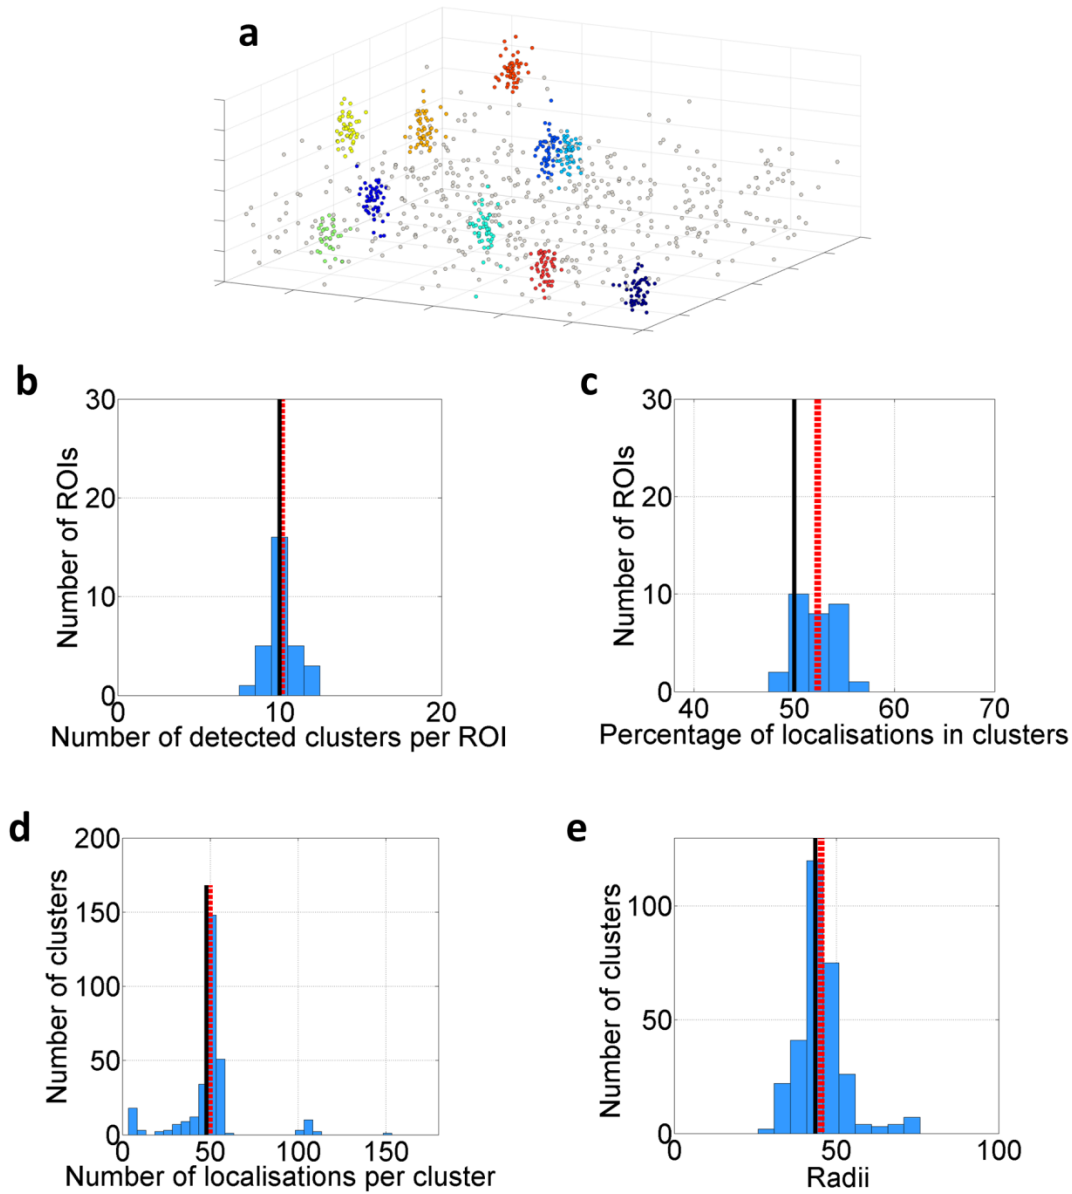 a
b
30
20
10
0
Number of ROIs
0
10
20
Number of detected clusters per ROI
c
30
20
10
0
Number of ROIs
40
50
60
70
Percentage of localisations in clusters
d
200
150
100
50
0
Number of clusters
0
50
100
150
Number of localisations per cluster
e
100
50
0
Number of clusters
0
50
100
Radii